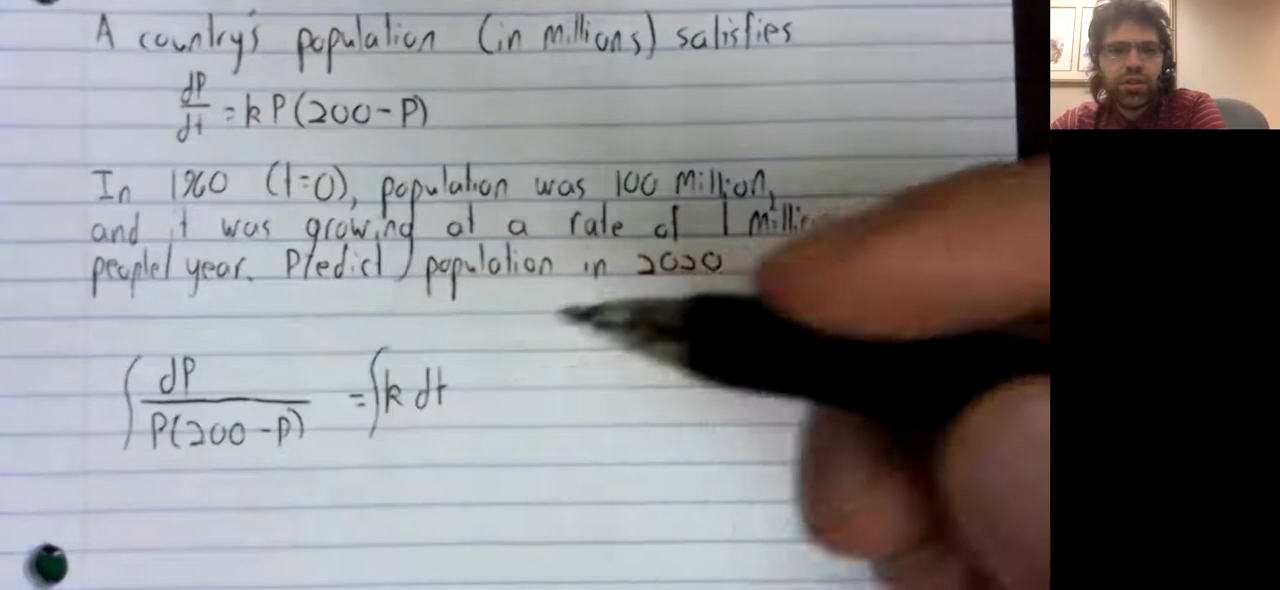 A country's population (in millions) satisfies
dP/dt = kP(200-P)
In 1960 (t=0), population was 100 million,
and it was growing at a rate of 1
people/year. Predict population in 2020
∫ dP/P(200-P) = ∫k dt